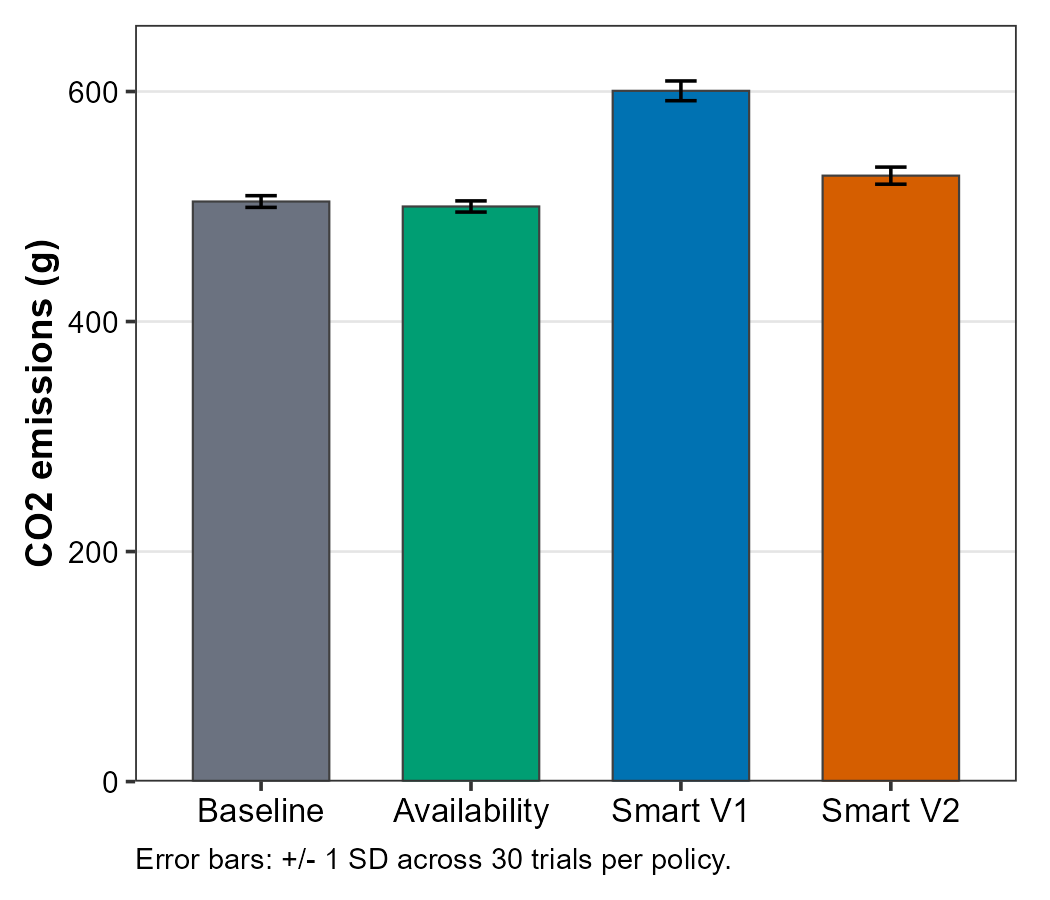 CO2 emissions (g)
600
400
200
0
Baseline Availability Smart V1 Smart V2
Error bars: +/- 1 SD across 30 trials per policy.